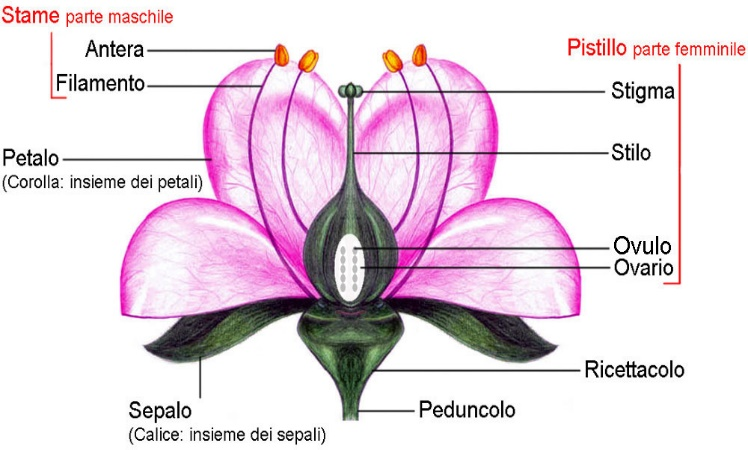 Stame parte maschile
Antera
Filamento
Petalo
(Corolla: insieme dei petali)
Sepalo
(Calice: insieme dei sepali)
Pistillo parte femminile
Stigma
Stilo
Ovulo
Ovario
Ricettacolo
Peduncolo